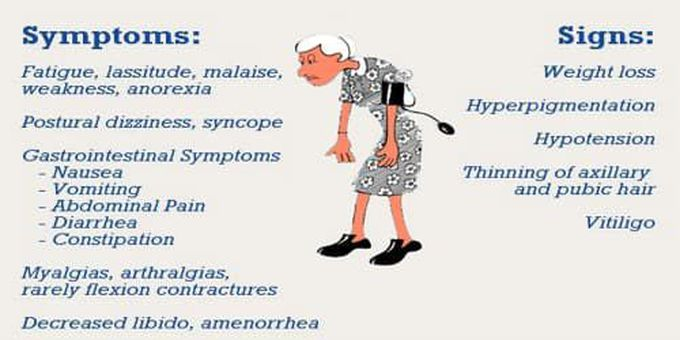 Symptoms:
Fatigue, lassitude, malaise,
weakness, anorexia
Postural dizziness, syncope
Gastrointestinal Symptoms
- Nausea
- Vomiting
- Abdominal Pain
- Diarrhea
- Constipation
Myalgias, arthralgias,
rarely flexion contractures
Decreased libido, amenorrhea
Signs:
Weight loss
Hyperpigmentation
Hypotension
Thinning of axillary
and pubic hair
Vitiligo